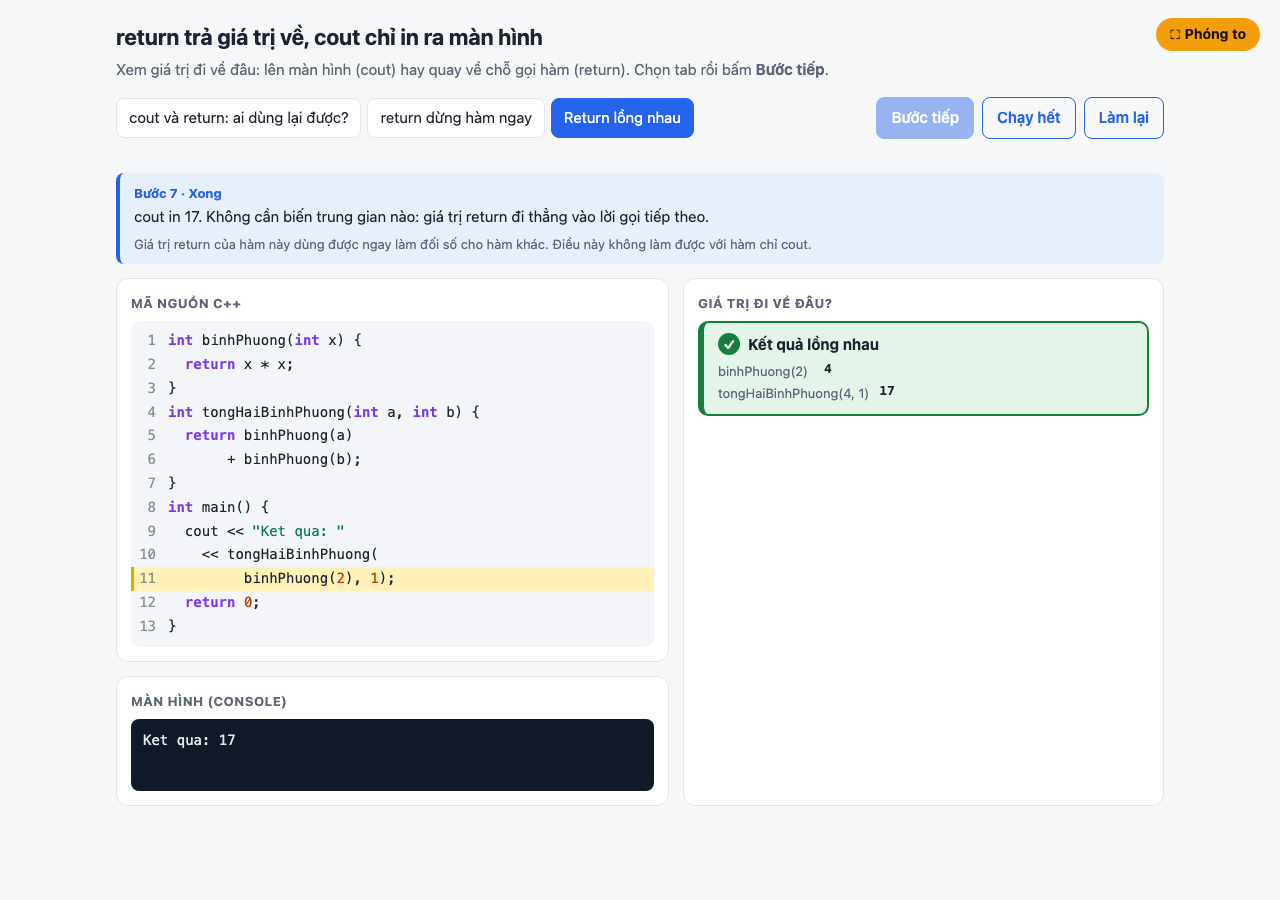 return trả giá trị về, cout chỉ in ra màn hình
⛶ Phóng to
Xem giá trị đi về đâu: lên màn hình (cout) hay quay về chỗ gọi hàm (return). Chọn tab rồi bấm Bước tiếp.
cout và return: ai dùng lại được?
return dừng hàm ngay
Return lồng nhau
Bước tiếp
Chạy hết
Làm lại
Bước 7 · Xong
cout in 17. Không cần biến trung gian nào: giá trị return đi thẳng vào lời gọi tiếp theo.
Giá trị return của hàm này dùng được ngay làm đối số cho hàm khác. Điều này không làm được với hàm chỉ cout.
MÃ NGUỒN C++
1 int binhPhuong(int x) {
2   return x * x;
3 }
4 int tongHaiBinhPhuong(int a, int b) {
5   return binhPhuong(a)
6        + binhPhuong(b);
7 }
8 int main() {
9   cout << "Ket qua: "
10     << tongHaiBinhPhuong(
11          binhPhuong(2), 1);
12   return 0;
13 }
MÀN HÌNH (CONSOLE)
Ket qua: 17
GIÁ TRỊ ĐI VỀ ĐÂU?
Kết quả lồng nhau
binhPhuong(2) 4
tongHaiBinhPhuong(4, 1) 17